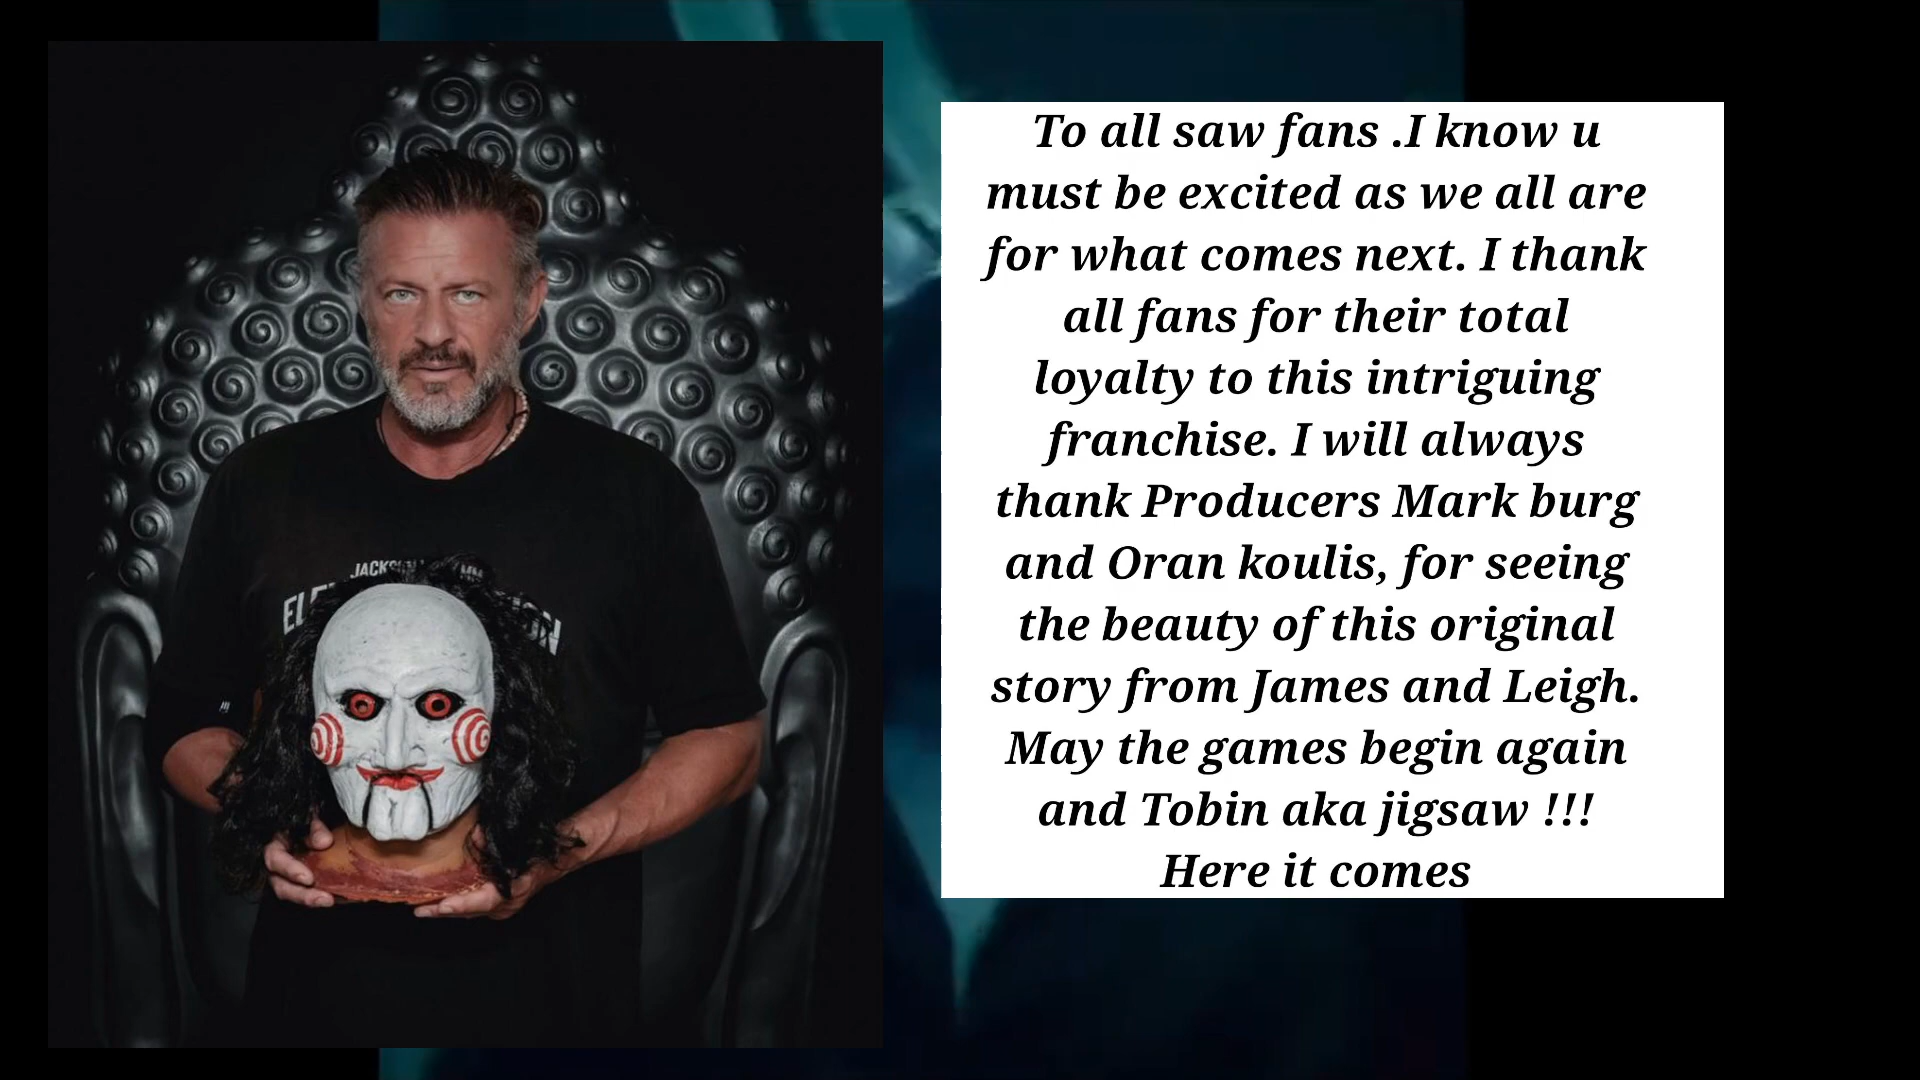 To all saw fans .I know u
must be excited as we all are
for what comes next. I thank
all fans for their total
loyalty to this intriguing
franchise. I will always
thank Producers Mark burg
and Oran koulis, for seeing
the beauty of this original
story from James and Leigh.
May the games begin again
and Tobin aka jigsaw !!!
Here it comes